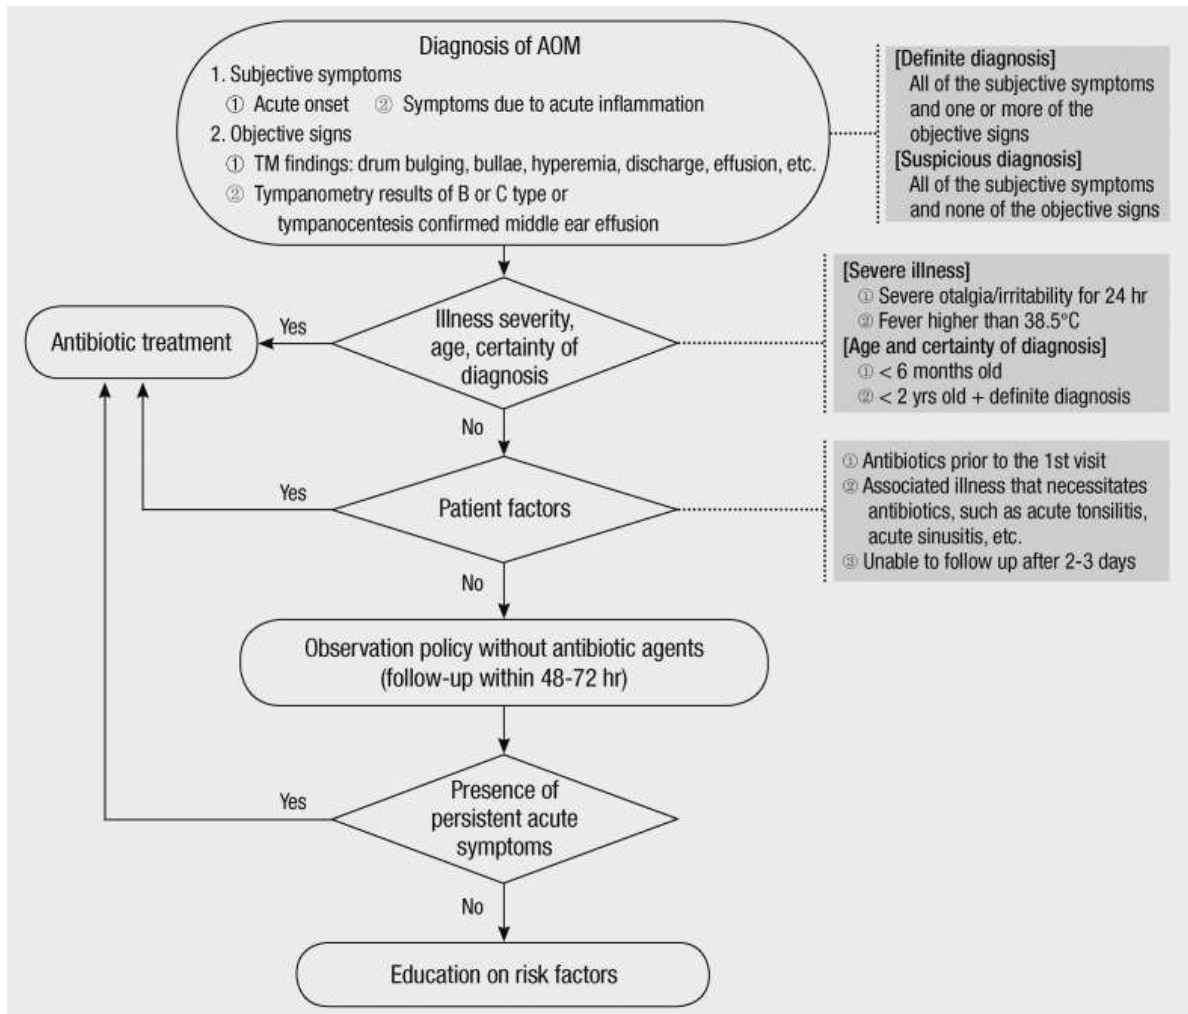 Diagnosis of AOM
1. Subjective symptoms
① Acute onset ② Symptoms due to acute inflammation
2. Objective signs
① TM findings: drum bulging, bullae, hyperemia, discharge, effusion, etc.
② Tympanometry results of B or C type or
tympanocentesis confirmed middle ear effusion
[Definite diagnosis]
All of the subjective symptoms
and one or more of the
objective signs
[Suspicious diagnosis]
All of the subjective symptoms
and none of the objective signs
Illness severity,
age, certainty of
diagnosis
Yes
Antibiotic treatment
[Severe illness]
① Severe otalgia/irritability for 24 hr
② Fever higher than 38.5°C
[Age and certainty of diagnosis]
① < 6 months old
② < 2 yrs old + definite diagnosis
No
Patient factors
Yes
① Antibiotics prior to the 1st visit
② Associated illness that necessitates
antibiotics, such as acute tonsilitis,
acute sinusitis, etc.
③ Unable to follow up after 2-3 days
No
Observation policy without antibiotic agents
(follow-up within 48-72 hr)
Presence of
persistent acute
symptoms
Yes
No
Education on risk factors